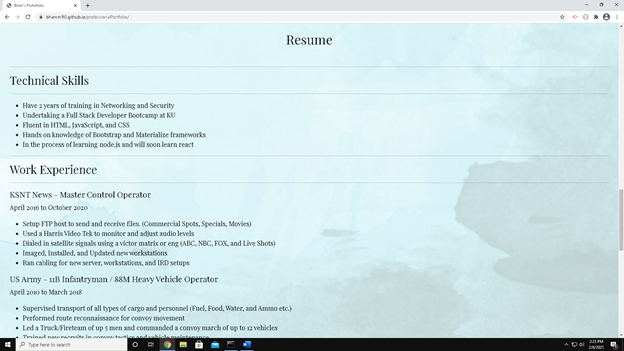 Brian's Portofolio
bhamm90.github.io/professionalPortfolio/
Resume
Technical Skills
Have 2 years of training in Networking and Security
Undertaking a Full Stack Developer Bootcamp at KU
Fluent in HTML, JavaScript, and CSS
Hands on knowledge of Bootstrap and Materialize frameworks
In the process of learning node.js and will soon learn react
Work Experience
KSNT News - Master Control Operator
April 2016 to October 2020
Setup FTP host to send and receive files. (Commercial Spots, Specials, Movies)
Used a Harris Video Tek to monitor and adjust audio levels
Dialed in satellite signals using a victor matrix or eng (ABC, NBC, FOX, and Live Shots)
Imaged, Installed, and Updated new workstations
Ran cabling for new server, workstations, and IRD setups
US Army - 11B Infantryman / 88M Heavy Vehicle Operator
April 2010 to March 2018
Supervised transport of all types of cargo and personnel (Fuel, Food, Water, and Ammo etc.)
Performed route reconnaissance for convoy movement
Led a Truck/Fireteam of up 5 men and commanded a convoy march of up to 12 vehicles
Trained new recruits in convoy tactics and vehicle maintenance
Type here to search
2:23 PM
2/6/2021